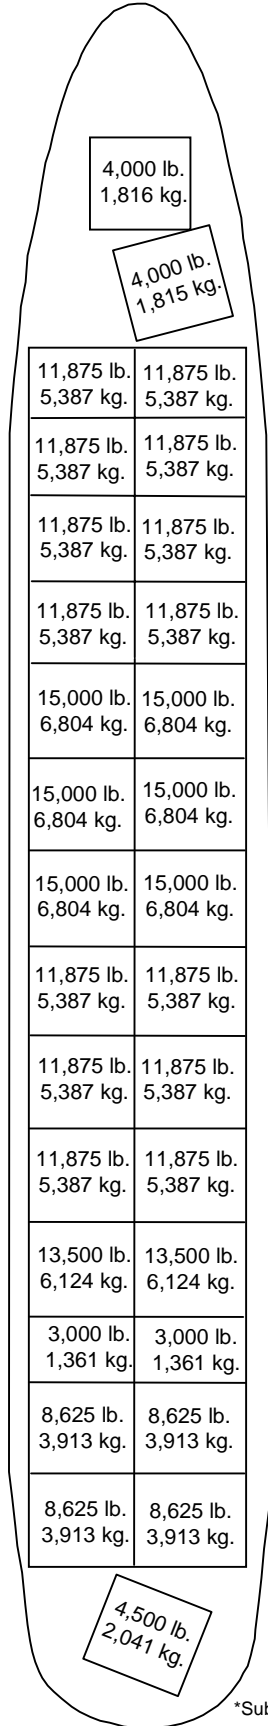 4,000 lb.
1,816 kg.
4,000 lb.
1,815 kg.
11,875 lb. 11,875 lb.
5,387 kg. 5,387 kg.
11,875 lb. 11,875 lb.
5,387 kg. 5,387 kg.
11,875 lb. 11,875 lb.
5,387 kg. 5,387 kg.
11,875 lb. 11,875 lb.
5,387 kg. 5,387 kg.
15,000 lb. 15,000 lb.
6,804 kg. 6,804 kg.
15,000 lb. 15,000 lb.
6,804 kg. 6,804 kg.
15,000 lb. 15,000 lb.
6,804 kg. 6,804 kg.
11,875 lb. 11,875 lb.
5,387 kg. 5,387 kg.
11,875 lb. 11,875 lb.
5,387 kg. 5,387 kg.
11,875 lb. 11,875 lb.
5,387 kg. 5,387 kg.
13,500 lb. 13,500 lb.
6,124 kg. 6,124 kg.
3,000 lb. 3,000 lb.
1,361 kg. 1,361 kg.
8,625 lb. 8,625 lb.
3,913 kg. 3,913 kg.
8,625 lb. 8,625 lb.
3,913 kg. 3,913 kg.
4,500 lb.
2,041 kg.
*Sub